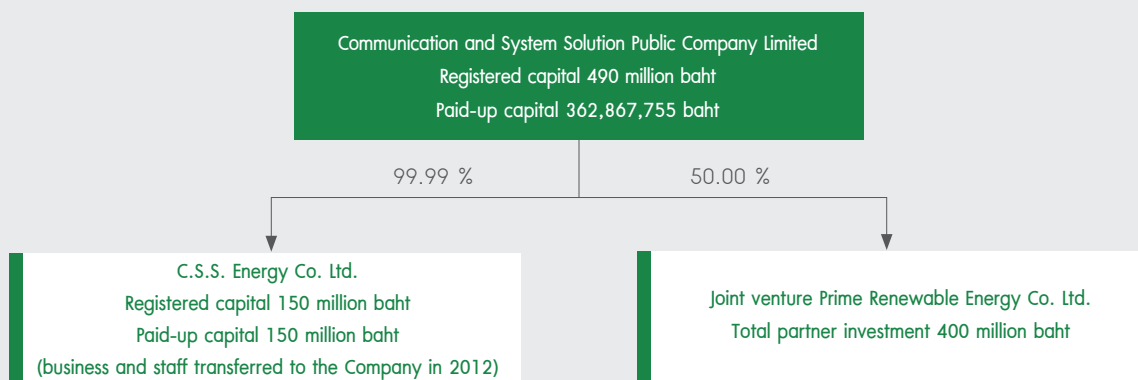 Communication and System Solution Public Company Limited
Registered capital 490 million baht
Paid-up capital 362,867,755 baht
99.99 %
50.00 %
C.S.S. Energy Co. Ltd.
Registered capital 150 million baht
Paid-up capital 150 million baht
(business and staff transferred to the Company in 2012)
Joint venture Prime Renewable Energy Co. Ltd.
Total partner investment 400 million baht